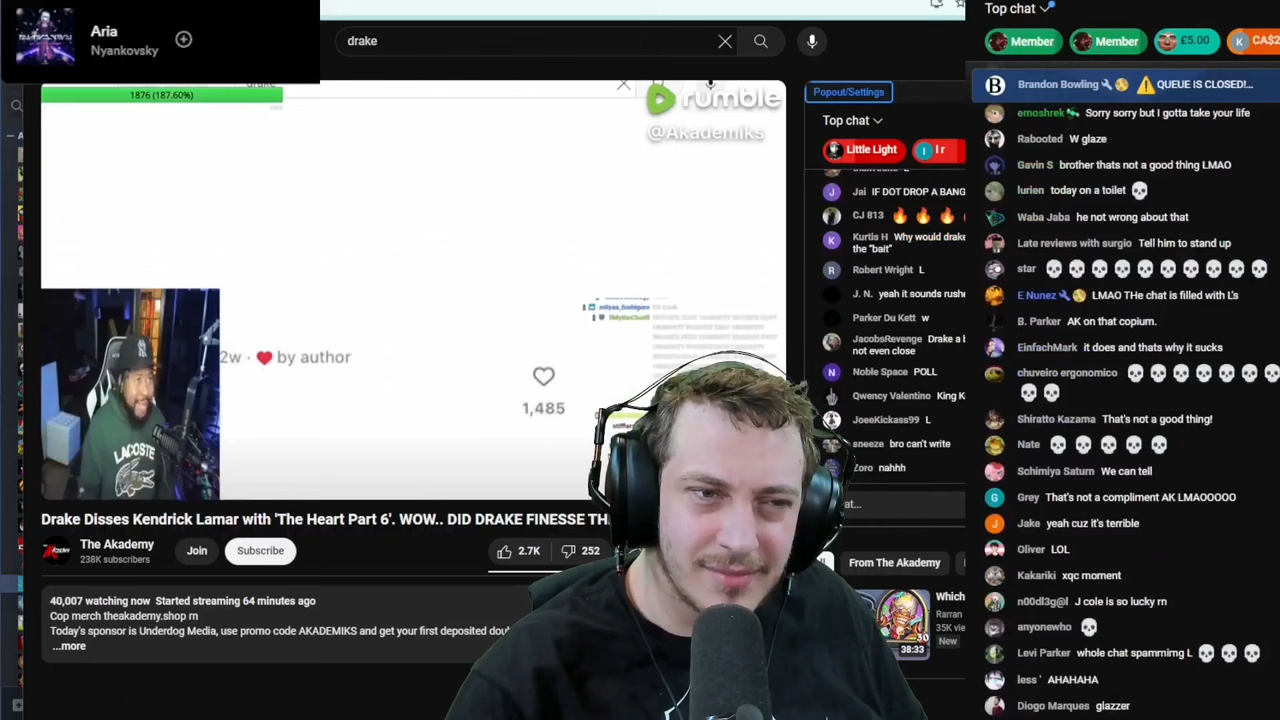 Aria
Nyankovsky
drake
1876 (187.60%)
rumble
@Akademiks
2w · ❤ by author
1,485
LACOSTE
Drake Disses Kendrick Lamar with 'The Heart Part 6'. WOW.. DID DRAKE FINESSE TH
The Akademy
238K subscribers
Join
Subscribe
2.7K
252
40,007 watching now Started streaming 64 minutes ago
Cop merch theakademy.shop rn
Today's sponsor is Underdog Media, use promo code AKADEMIKS and get your first deposited dou
...more
Popout/Settings
Top chat
Little Light
I r
Jai IF DOT DROP A BANG
CJ 813 🔥 🔥 🔥
Kurtis H Why would drake
the "bait"
Robert Wright L
J. N. yeah it sounds rushe
Parker Du Kett w
JacobsRevenge Drake a b
not even close
Noble Space POLL
Qwency Valentino King K
JoeeKickass99 L
sneeze bro can't write
Zoro nahhh
at...
From The Akademy
Which
Rarran
35K vie
New
38:33
Top chat
Member
Member
£5.00
CA$2
Brandon Bowling ⚠ QUEUE IS CLOSED!...
emoshrek Sorry sorry but I gotta take your life
Rabooted W glaze
Gavin S brother thats not a good thing LMAO
lurien today on a toilet 💀
Waba Jaba he not wrong about that
Late reviews with surgio Tell him to stand up
star 💀 💀 💀 💀 💀 💀 💀 💀 💀 💀
E Nunez LMAO THe chat is filled with L's
B. Parker AK on that copium.
EinfachMark it does and thats why it sucks
chuveiro ergonomico 💀 💀 💀 💀 💀 💀 💀
💀 💀
Shiratto Kazama That's not a good thing!
Nate 💀 💀 💀 💀 💀
Schimiya Saturn We can tell
Grey That's not a compliment AK LMAOOOOO
Jake yeah cuz it's terrible
Oliver LOL
Kakariki xqc moment
n00dl3g@l J cole is so lucky rn
anyonewho 💀
Levi Parker whole chat spammimg L 💀 💀 💀
less ' AHAHAHA
Diogo Marques glazzer